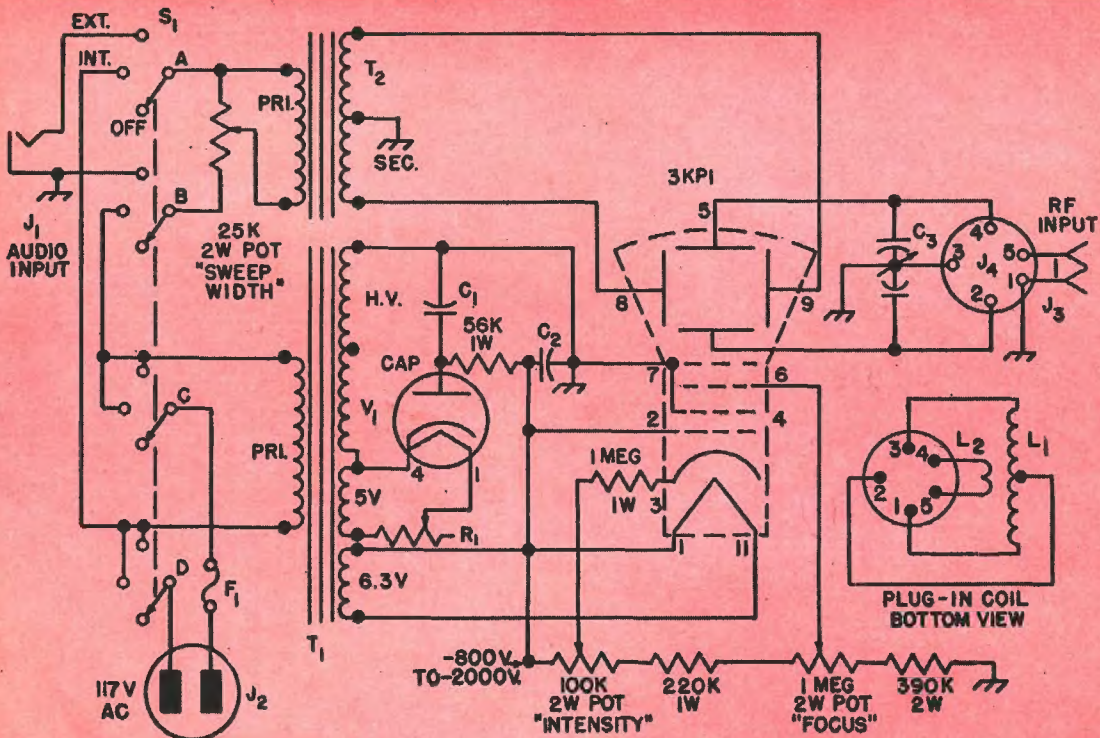 EXT.
S1
INT.
A
OFF
B
J1
AUDIO
INPUT
25K
2W POT
"SWEEP
WIDTH"
PRI.
T2
SEC.
H.V.
C1
56K
1W
C2
CAP
V1
4
1
5V
R1
6.3V
PRI.
T1
C
D
F1
117V
AC
J2
3KP1
5
8
9
7
6
2
4
1 MEG
1W
3
1
11
C3
4
3
J4
5
1
2
RF
INPUT
J3
3
4
L2
L1
2
1
5
PLUG-IN COIL
BOTTOM VIEW
-800V
TO-2000V.
100K
2W POT
"INTENSITY"
220K
1W
1 MEG
2W POT
"FOCUS"
390K
2W